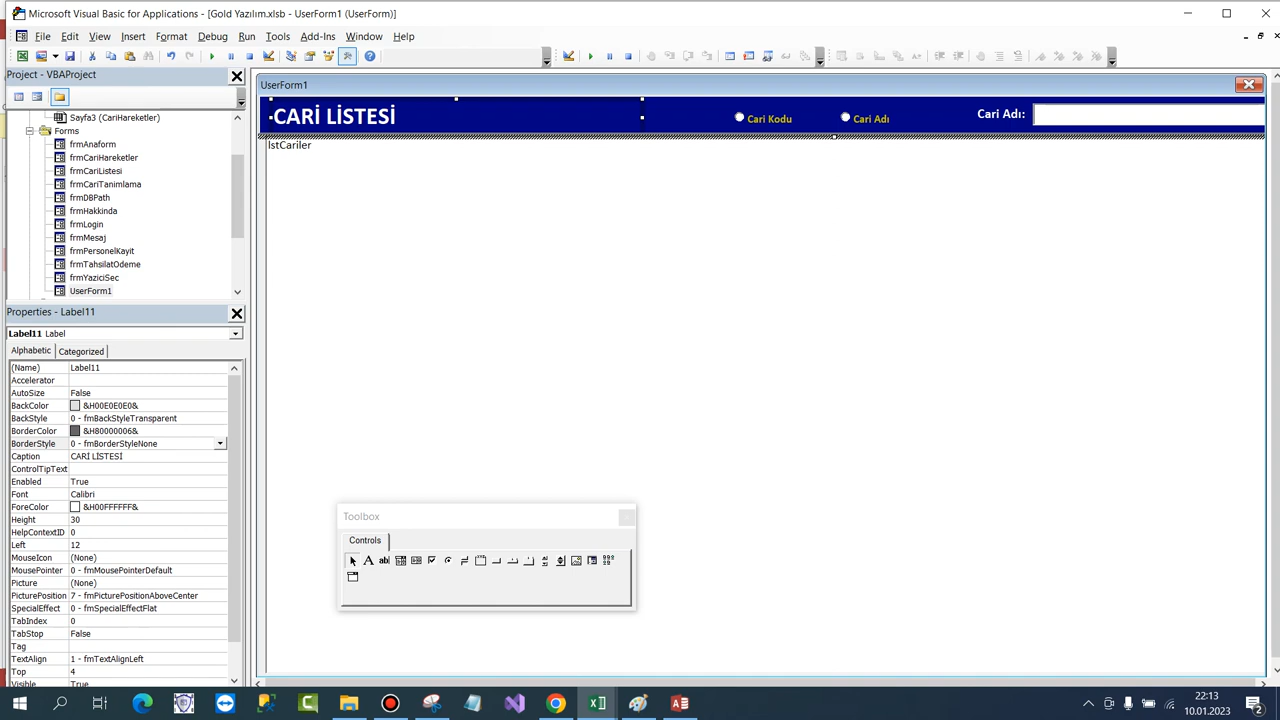 Microsoft Visual Basic for Applications - [Gold Yazılım.xlsb - UserForm1 (UserForm)]
File Edit View Insert Format Debug Run Tools Add-Ins Window Help
Project - VBAProject
Sayfa3 (CariHareketler)
Forms
frmAnaform
frmCariHareketler
frmCariListesi
frmCariTanimlama
frmDBPath
frmHakkinda
frmLogin
frmMesaj
frmPersonelKayit
frmTahsilatOdeme
frmYaziciSec
UserForm1
Properties - Label11
Label11 Label
Alphabetic Categorized
(Name) Label11
Accelerator
AutoSize False
BackColor &H00E0E0E0&
BackStyle 0 - fmBackStyleTransparent
BorderColor &H80000006&
BorderStyle 0 - fmBorderStyleNone
Caption CARİ LİSTESİ
ControlTipText
Enabled True
Font Calibri
ForeColor &H00FFFFFF&
Height 30
HelpContextID 0
Left 12
MouseIcon (None)
MousePointer 0 - fmMousePointerDefault
Picture (None)
PicturePosition 7 - fmPicturePositionAboveCenter
SpecialEffect 0 - fmSpecialEffectFlat
TabIndex 0
TabStop False
Tag
TextAlign 1 - fmTextAlignLeft
Top 4
Visible True
UserForm1
CARİ LİSTESİ Cari Kodu Cari Adı Cari Adı:
lstCariler
Toolbox
Controls
A ab|
22:13
10.01.2023
2